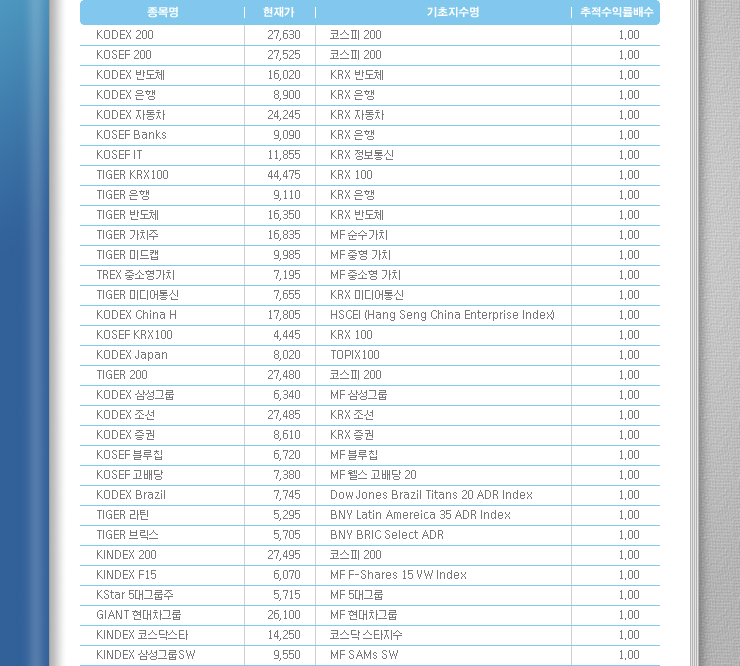 종목명 현재가 기초지수명 추적수익률배수
KODEX 200 27,630 코스피 200 1.00
KOSEF 200 27,525 코스피 200 1.00
KODEX 반도체 16,020 KRX 반도체 1.00
KODEX 은행 8,900 KRX 은행 1.00
KODEX 자동차 24,245 KRX 자동차 1.00
KOSEF Banks 9,090 KRX 은행 1.00
KOSEF IT 11,855 KRX 정보통신 1.00
TIGER KRX100 44,475 KRX 100 1.00
TIGER 은행 9,110 KRX 은행 1.00
TIGER 반도체 16,350 KRX 반도체 1.00
TIGER 가치주 16,835 MF 순수가치 1.00
TIGER 미드캡 9,985 MF 중형 가치 1.00
TREX 중소형가치 7,195 MF 중소형 가치 1.00
TIGER 미디어통신 7,655 KRX 미디어통신 1.00
KODEX China H 17,805 HSCEI (Hang Seng China Enterprise Index) 1.00
KOSEF KRX100 4,445 KRX 100 1.00
KODEX Japan 8,020 TOPIX100 1.00
TIGER 200 27,480 코스피 200 1.00
KODEX 삼성그룹 6,340 MF 삼성그룹 1.00
KODEX 조선 27,485 KRX 조선 1.00
KODEX 증권 8,610 KRX 증권 1.00
KOSEF 블루칩 6,720 MF 블루칩 1.00
KOSEF 고배당 7,380 MF 웰스 고배당 20 1.00
KODEX Brazil 7,745 Dow Jones Brazil Titans 20 ADR Index 1.00
TIGER 라틴 5,295 BNY Latin Amereica 35 ADR Index 1.00
TIGER 브릭스 5,705 BNY BRIC Select ADR 1.00
KINDEX 200 27,495 코스피 200 1.00
KINDEX F15 6,070 MF F-Shares 15 VW Index 1.00
KStar 5대그룹주 5,715 MF 5대그룹 1.00
GIANT 현대차그룹 26,100 MF 현대차그룹 1.00
KINDEX 코스닥스타 14,250 코스닥 스타지수 1.00
KINDEX 삼성그룹SW 9,550 MF SAMs SW 1.00